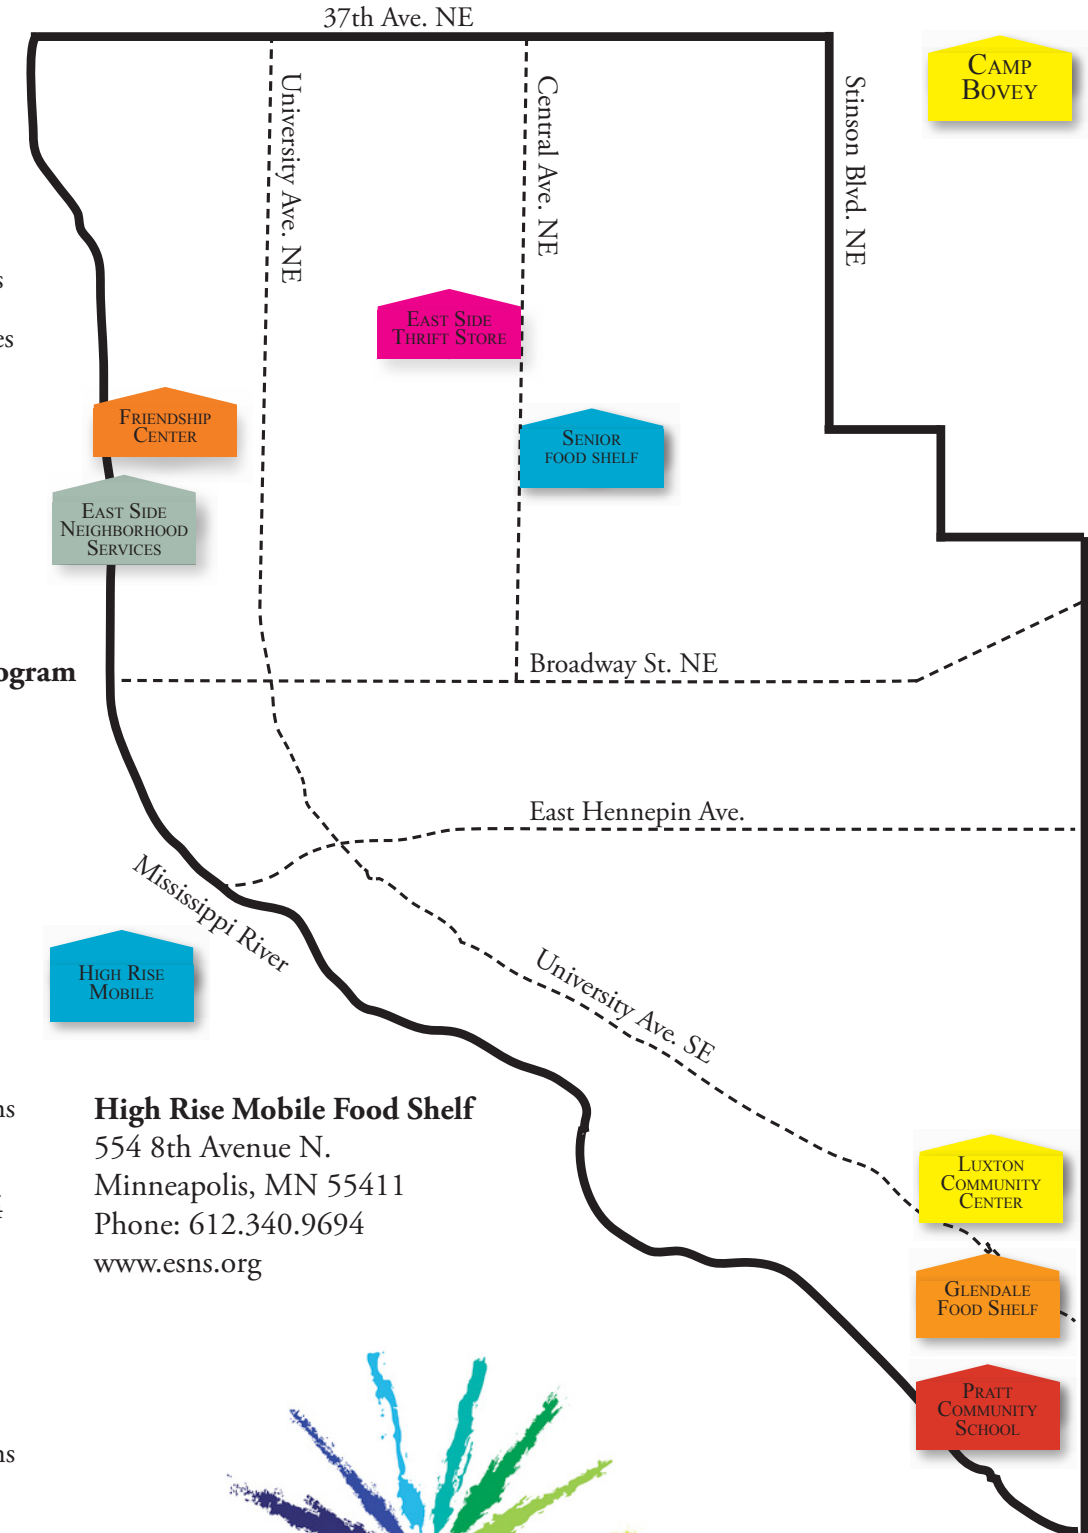 37th Ave. NE
University Ave. NE
Central Ave. NE
Stinson Blvd. NE
CAMP
BOVEY
s
es
EAST SIDE
THRIFT STORE
FRIENDSHIP
CENTER
SENIOR
FOOD SHELF
EAST SIDE
NEIGHBORHOOD
SERVICES
ogram
Broadway St. NE
East Hennepin Ave.
Mississippi River
HIGH RISE
MOBILE
University Ave. SE
ns
High Rise Mobile Food Shelf
554 8th Avenue N.
Minneapolis, MN 55411
Phone: 612.340.9694
www.esns.org
LUXTON
COMMUNITY
CENTER
GLENDALE
FOOD SHELF
PRATT
COMMUNITY
SCHOOL
ns